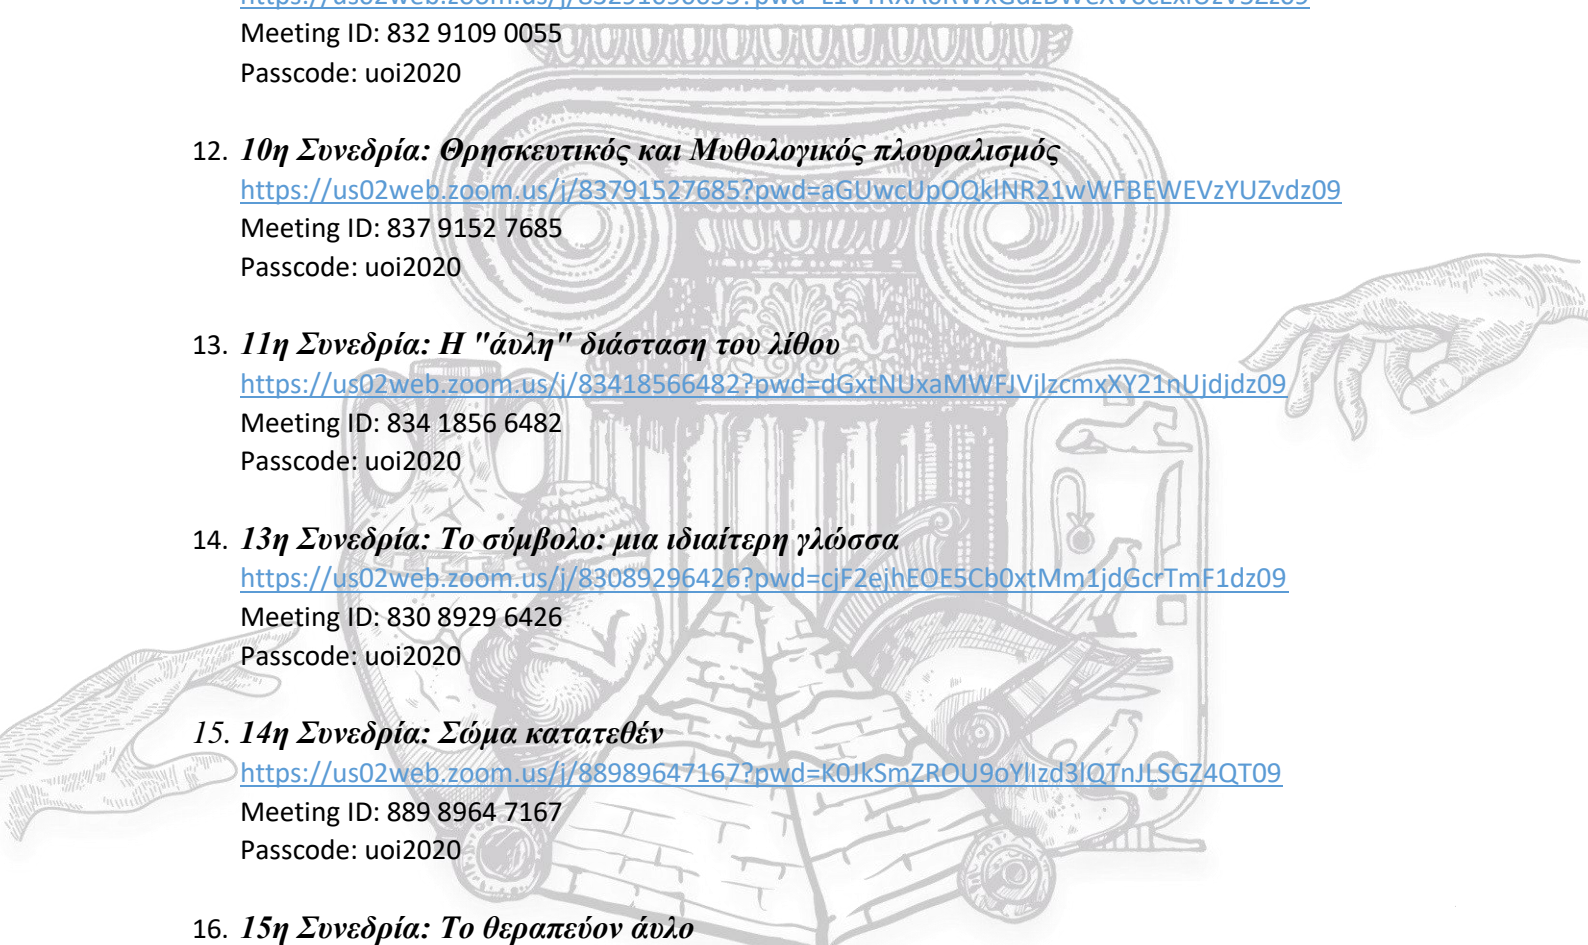 Meeting ID: 832 9109 0055
Passcode: uoi2020
12. 10η Συνεδρία: Θρησκευτικός και Μυθολογικός πλουραλισμός
https://us02web.zoom.us/j/83791527685?pwd=aGUwcUpOQklNR21wWFBEWEVzYUZvdz09
Meeting ID: 837 9152 7685
Passcode: uoi2020
13. 11η Συνεδρία: Η "άυλη" διάσταση του λίθου
https://us02web.zoom.us/j/83418566482?pwd=dGxtNUxaMWFJVjlzcmxXY21nUjdjdz09
Meeting ID: 834 1856 6482
Passcode: uoi2020
14. 13η Συνεδρία: Το σύμβολο: μια ιδιαίτερη γλώσσα
https://us02web.zoom.us/j/83089296426?pwd=cjF2ejhEOE5Cb0xtMm1jdGcrTmF1dz09
Meeting ID: 830 8929 6426
Passcode: uoi2020
15. 14η Συνεδρία: Σώμα κατατεθέν
https://us02web.zoom.us/j/88989647167?pwd=K0JkSmZROU9oYlIzd3lQTnJLSGZ4QT09
Meeting ID: 889 8964 7167
Passcode: uoi2020
16. 15η Συνεδρία: Το θεραπεύον άυλο